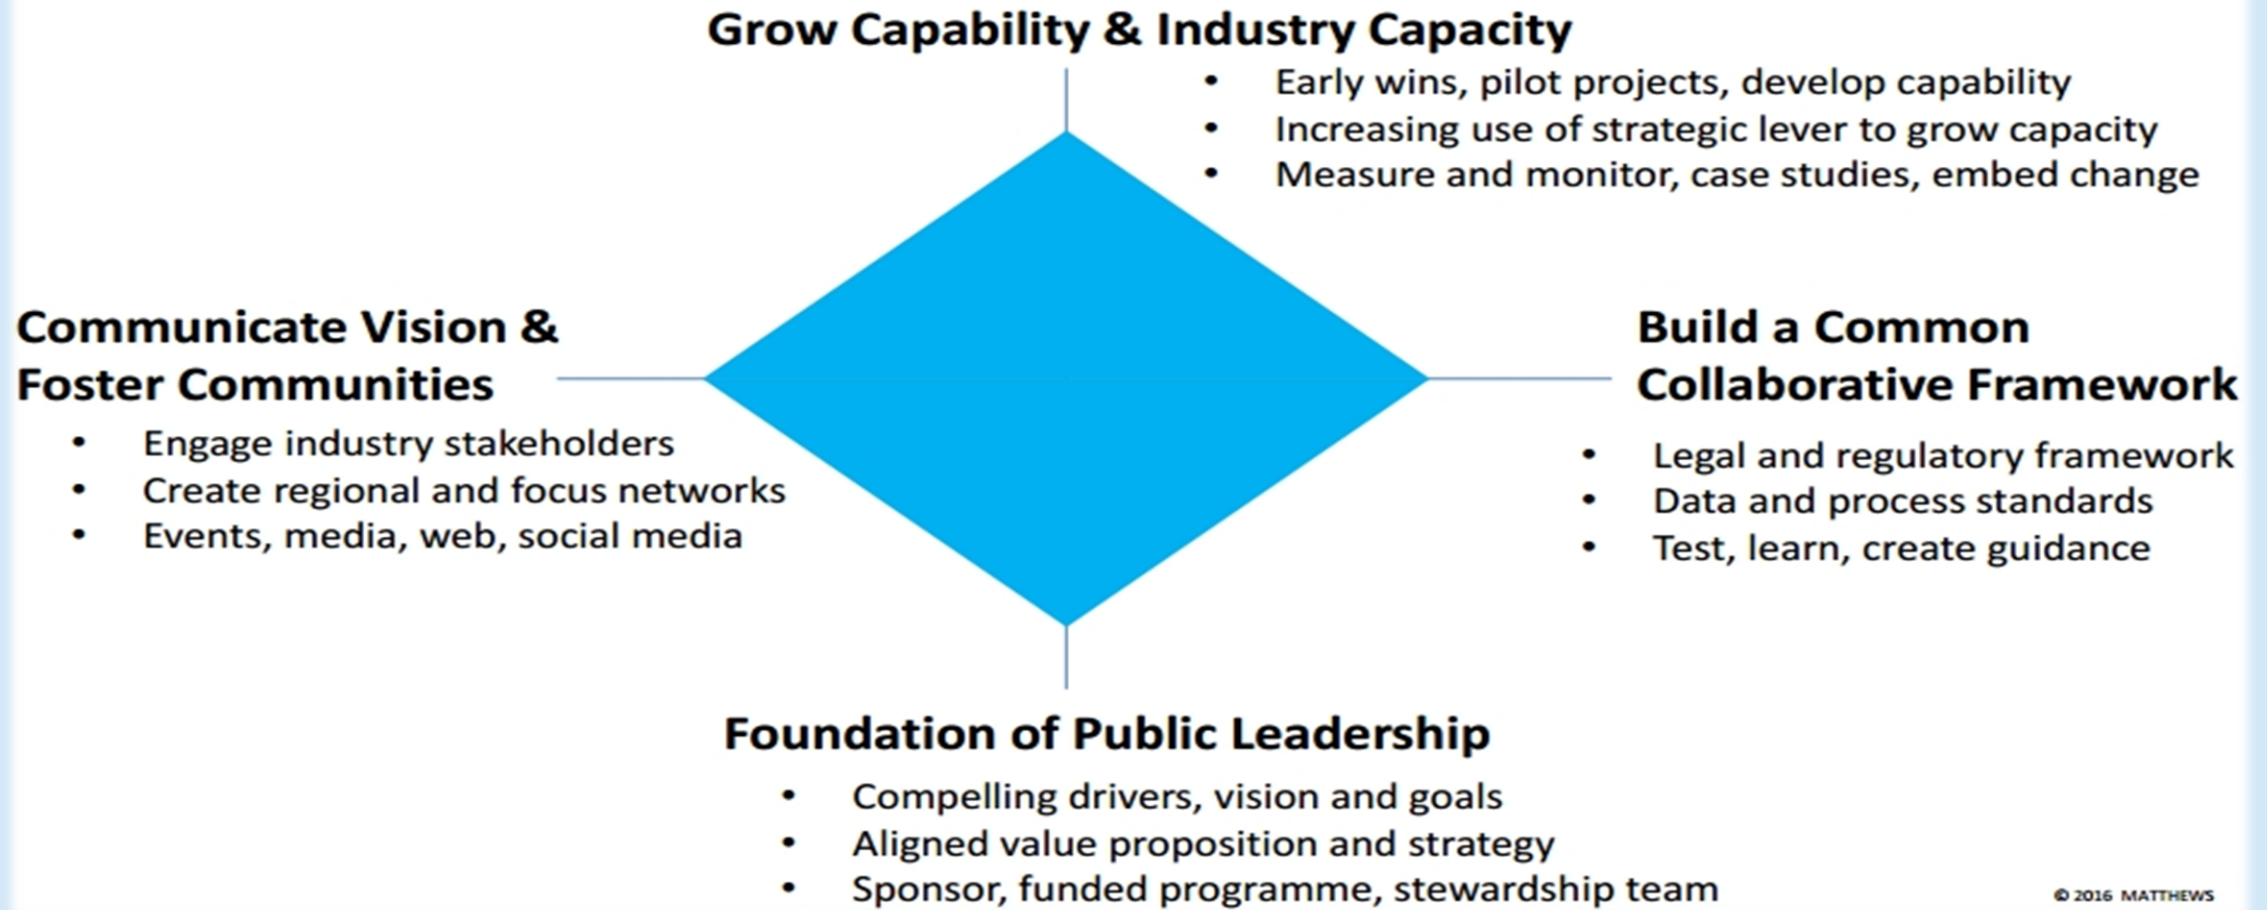 Grow Capability & Industry Capacity
• Early wins, pilot projects, develop capability
• Increasing use of strategic lever to grow capacity
• Measure and monitor, case studies, embed change
Communicate Vision &
Foster Communities
• Engage industry stakeholders
• Create regional and focus networks
• Events, media, web, social media
Build a Common
Collaborative Framework
• Legal and regulatory framework
• Data and process standards
• Test, learn, create guidance
Foundation of Public Leadership
• Compelling drivers, vision and goals
• Aligned value proposition and strategy
• Sponsor, funded programme, stewardship team
© 2016 MATTHEWS